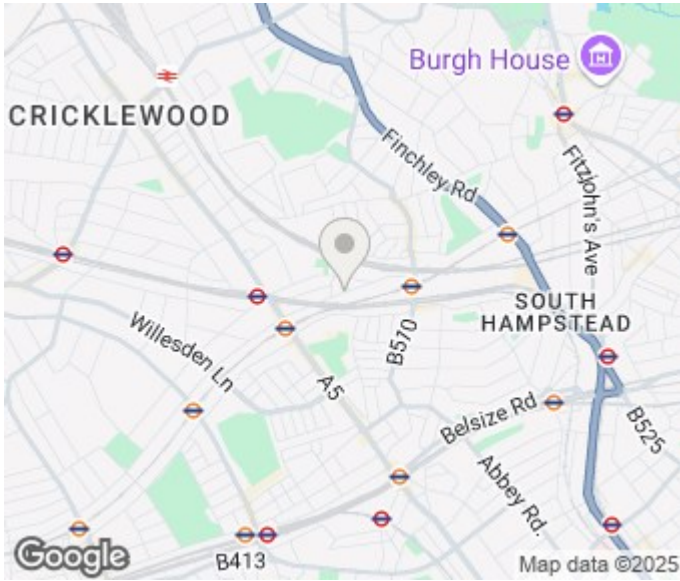 Burgh House
CRICKLEWOOD
Finchley Rd
Fitzjohn's Ave
SOUTH
HAMPSTEAD
Willesden Ln
B510
A5
Belsize Rd
B525
Abbey Rd.
B413
Google
Map data ©2025